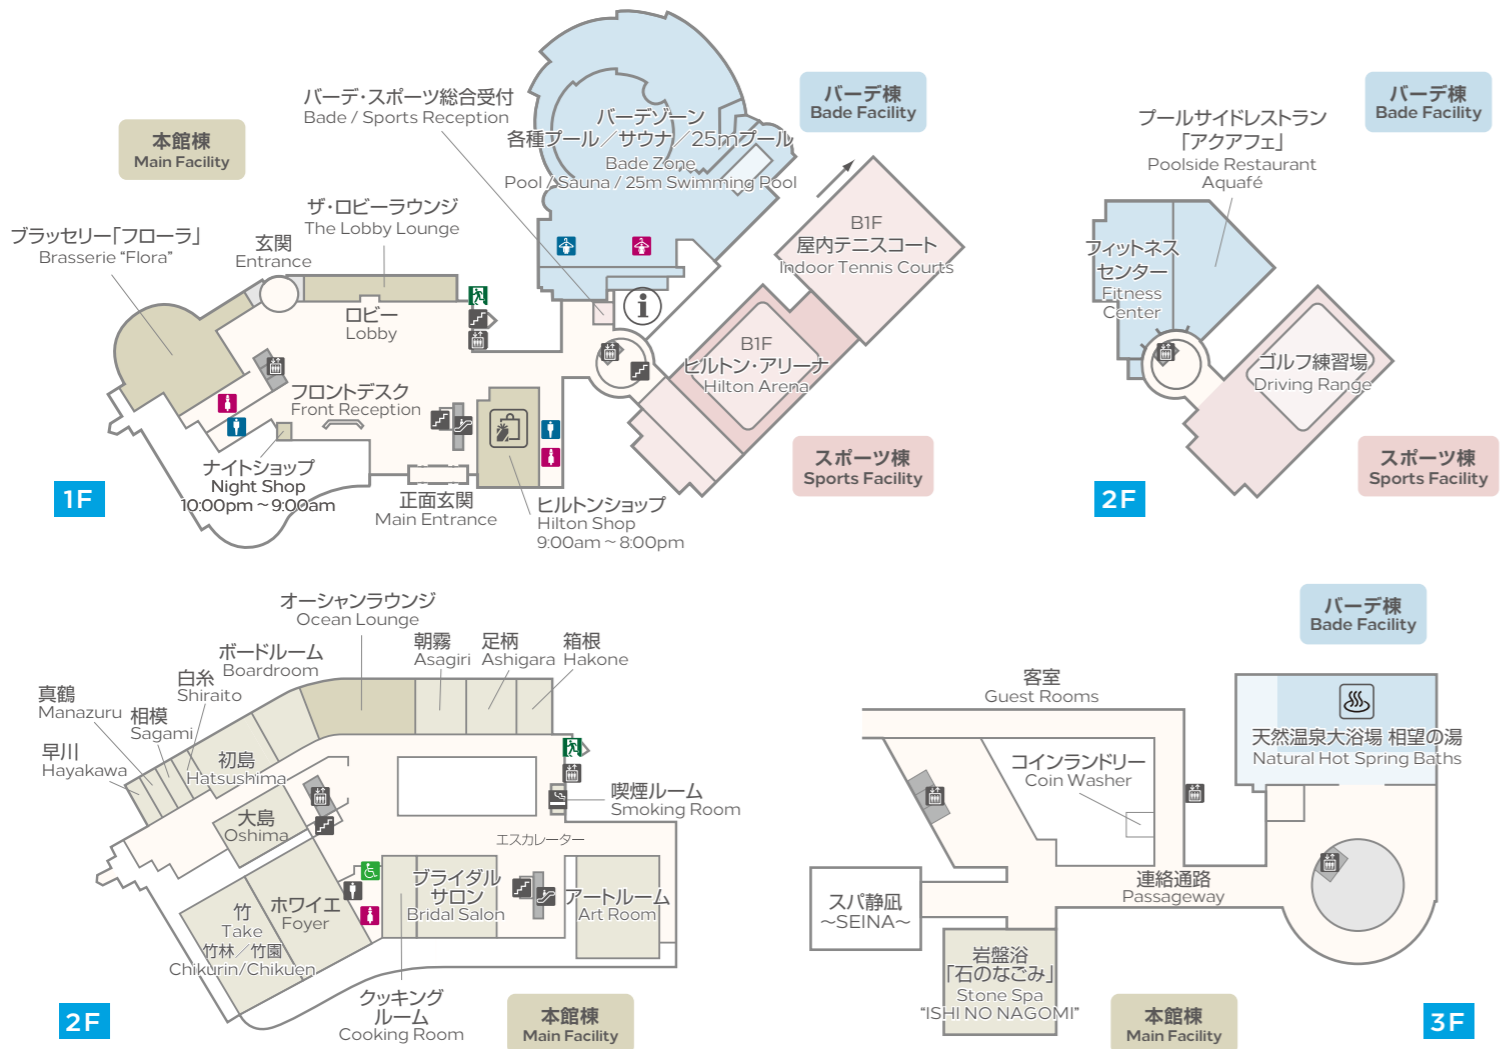 本館棟
Main Facility
バーデ・スポーツ総合受付
Bade / Sports Reception
バーデ棟
Bade Facility
バーデゾーン
各種プール／サウナ／25mプール
Bade Zone
Pool / Sauna / 25m Swimming Pool
ザ・ロビーラウンジ
The Lobby Lounge
ブラッセリー「フローラ」
Brasserie “Flora”
玄関
Entrance
ロビー
Lobby
B1F
屋内テニスコート
Indoor Tennis Courts
B1F
ヒルトン・アリーナ
Hilton Arena
フロントデスク
Front Reception
ナイトショップ
Night Shop
10:00pm～9:00am
正面玄関
Main Entrance
ヒルトンショップ
Hilton Shop
9:00am～8:00pm
スポーツ棟
Sports Facility
1F
バーデ棟
Bade Facility
プールサイドレストラン
「アクアフェ」
Poolside Restaurant
Aquafé
フィットネス
センター
Fitness
Center
ゴルフ練習場
Driving Range
スポーツ棟
Sports Facility
2F
オーシャンラウンジ
Ocean Lounge
ボードルーム
Boardroom
朝霧
Asagiri
足柄
Ashigara
箱根
Hakone
白糸
Shiraito
真鶴
Manazuru
相模
Sagami
早川
Hayakawa
初島
Hatsushima
大島
Oshima
喫煙ルーム
Smoking Room
エスカレーター
ブライダル
サロン
Bridal Salon
アートルーム
Art Room
ホワイエ
Foyer
竹
Take
竹林／竹園
Chikurin/Chikuen
クッキング
ルーム
Cooking Room
本館棟
Main Facility
2F
バーデ棟
Bade Facility
客室
Guest Rooms
天然温泉大浴場 相望の湯
Natural Hot Spring Baths
コインランドリー
Coin Washer
連絡通路
Passageway
スパ静凪
～SEINA～
岩盤浴
「石のなごみ」
Stone Spa
“ISHI NO NAGOMI”
本館棟
Main Facility
3F